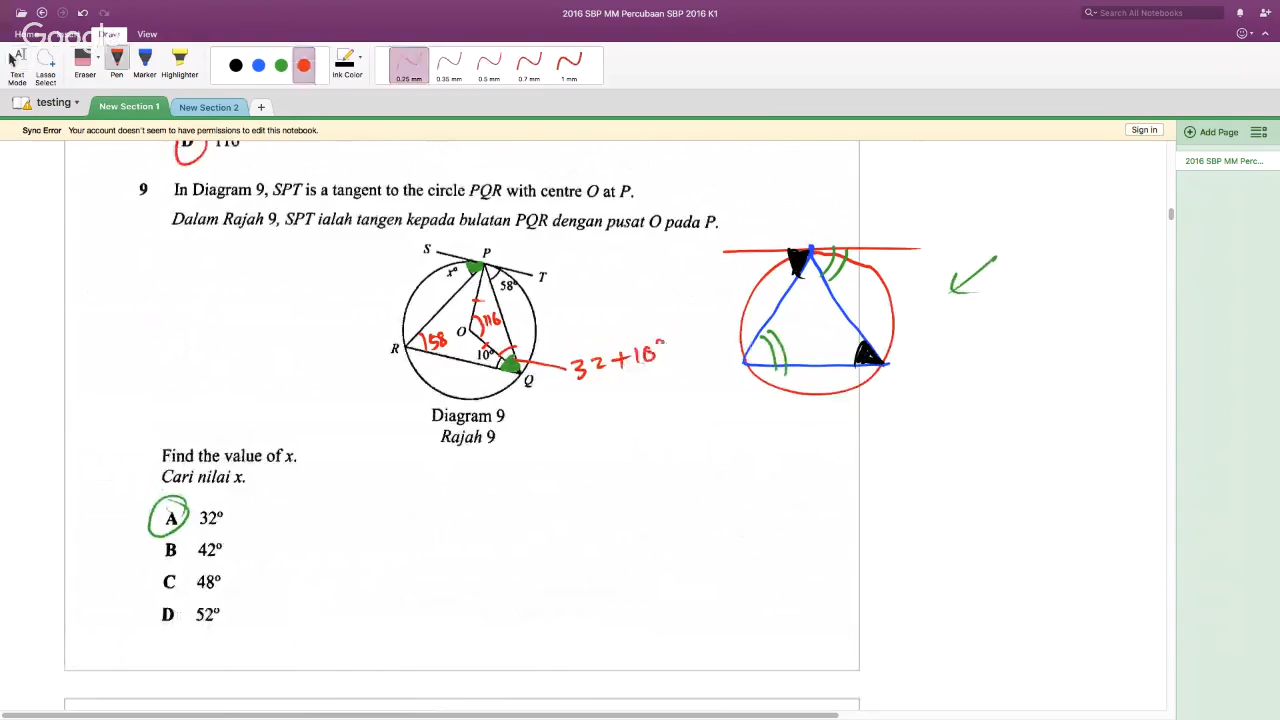 2016 SBP MM Percubaan SBP 2016 K1
Search All Notebooks
Home Insert Draw View
Text Mode
Lasso Select
Eraser
Pen
Marker
Highlighter
Ink Color
0.25 mm
0.35 mm
0.5 mm
0.7 mm
1 mm
testing
New Section 1
New Section 2
Sync Error Your account doesn't seem to have permissions to edit this notebook.
Sign in
Add Page
2016 SBP MM Perc...
D 116
9 In Diagram 9, SPT is a tangent to the circle PQR with centre O at P.
Dalam Rajah 9, SPT ialah tangen kepada bulatan PQR dengan pusat O pada P.
S
P
T
x°
58°
O
116
R
58
10°
Q
32 + 10°
Diagram 9
Rajah 9
Find the value of x.
Cari nilai x.
A 32°
B 42°
C 48°
D 52°